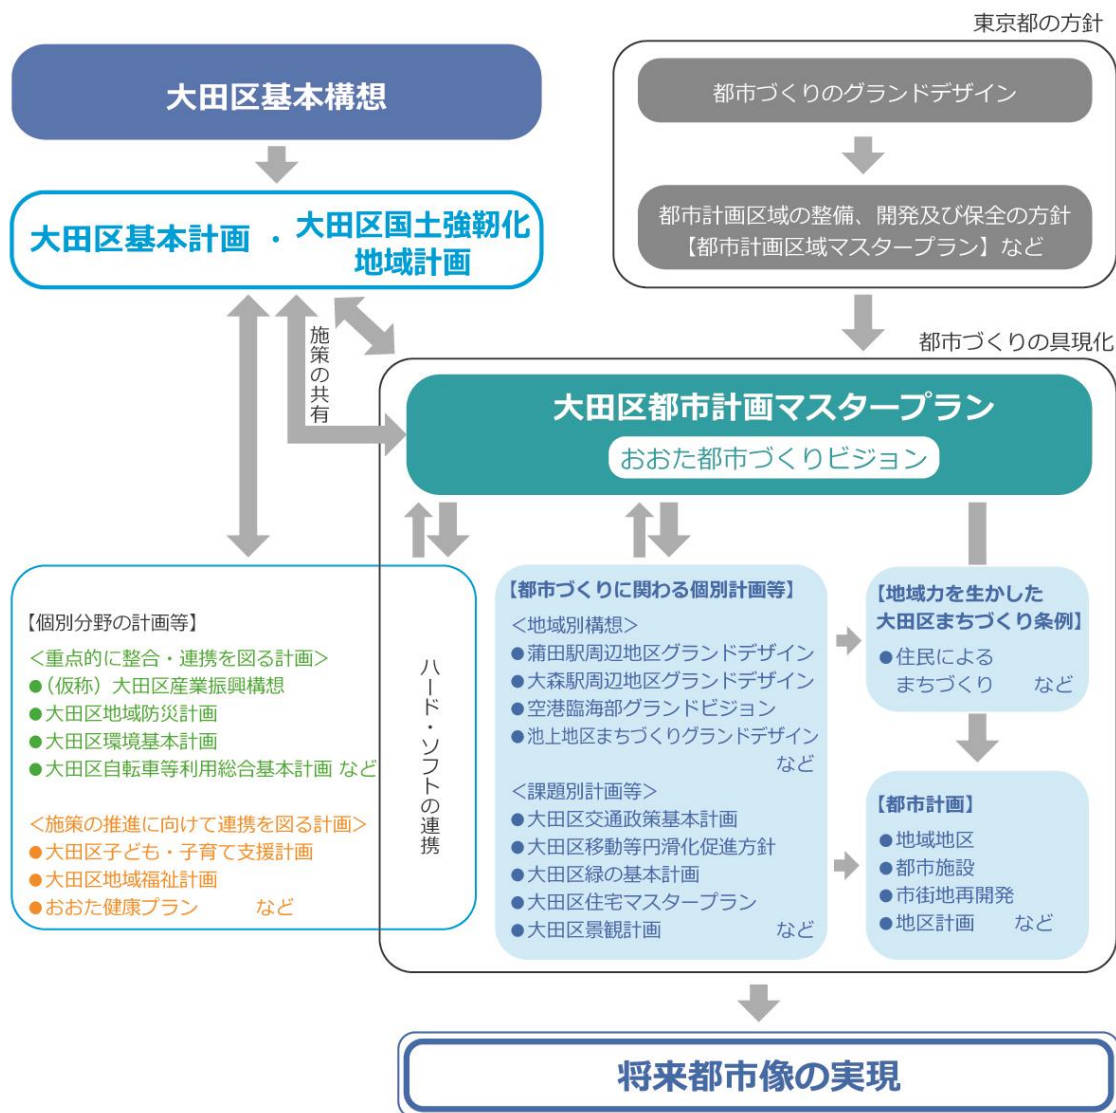 東京都の方針
大田区基本構想
都市づくりのグランドデザイン
大田区基本計画 ・ 大田区国土強靭化
地域計画
都市計画区域の整備、開発及び保全の方針
【都市計画区域マスタープラン】など
施策の共有
都市づくりの具現化
大田区都市計画マスタープラン
おおた都市づくりビジョン
【個別分野の計画等】
<重点的に整合・連携を図る計画>
●(仮称)大田区産業振興構想
●大田区地域防災計画
●大田区環境基本計画
●大田区自転車等利用総合基本計画 など
<施策の推進に向けて連携を図る計画>
●大田区子ども・子育て支援計画
●大田区地域福祉計画
●おおた健康プラン など
ハード・ソフトの連携
【都市づくりに関わる個別計画等】
<地域別構想>
●蒲田駅周辺地区グランドデザイン
●大森駅周辺地区グランドデザイン
●空港臨海部グランドビジョン
●池上地区まちづくりグランドデザイン
など
<課題別計画等>
●大田区交通政策基本計画
●大田区移動等円滑化促進方針
●大田区緑の基本計画
●大田区住宅マスタープラン
●大田区景観計画 など
【地域力を生かした
大田区まちづくり条例】
●住民による
まちづくり など
【都市計画】
●地域地区
●都市施設
●市街地再開発
●地区計画 など
将来都市像の実現